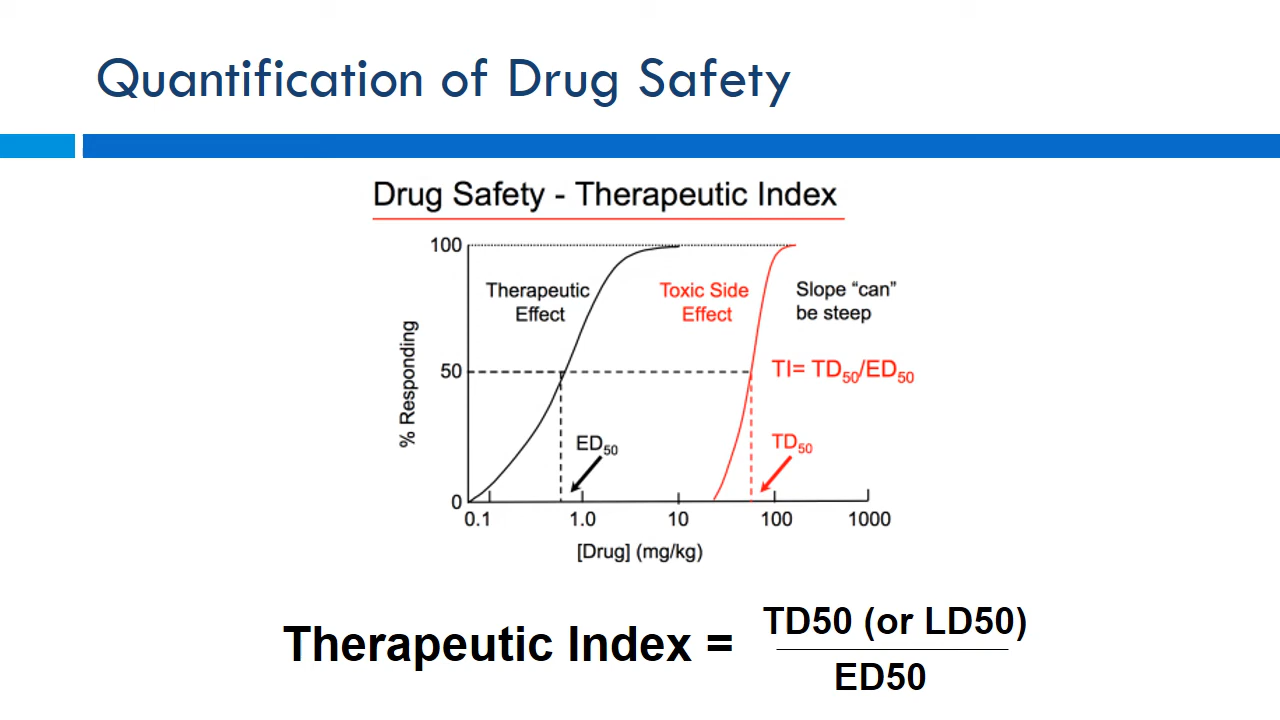 Quantification of Drug Safety
Drug Safety - Therapeutic Index
100
Therapeutic
Effect
Toxic Side
Effect
Slope “can”
be steep
% Responding
50
TI= TD50/ED50
ED50
TD50
0
0.1
1.0
10
100
1000
[Drug] (mg/kg)
Therapeutic Index =
TD50 (or LD50)
ED50